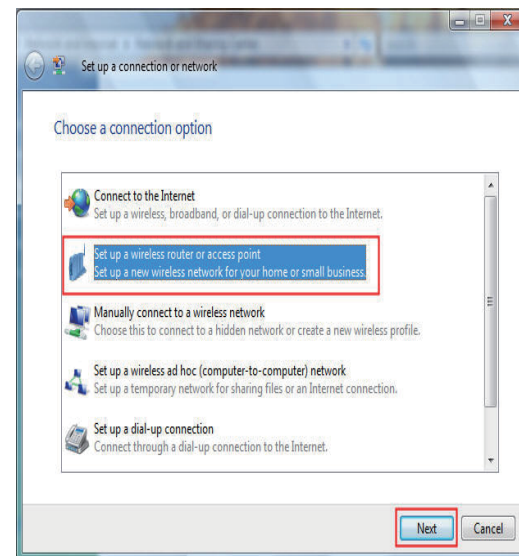 Set up a connection or network
Choose a connection option
Connect to the Internet
Set up a wireless, broadband, or dial-up connection to the Internet.
Set up a wireless router or access point
Set up a new wireless network for your home or small business.
Manually connect to a wireless network
Choose this to connect to a hidden network or create a new wireless profile.
Set up a wireless ad hoc (computer-to-computer) network
Set up a temporary network for sharing files or an Internet connection.
Set up a dial-up connection
Connect through a dial-up connection to the Internet.
Next
Cancel